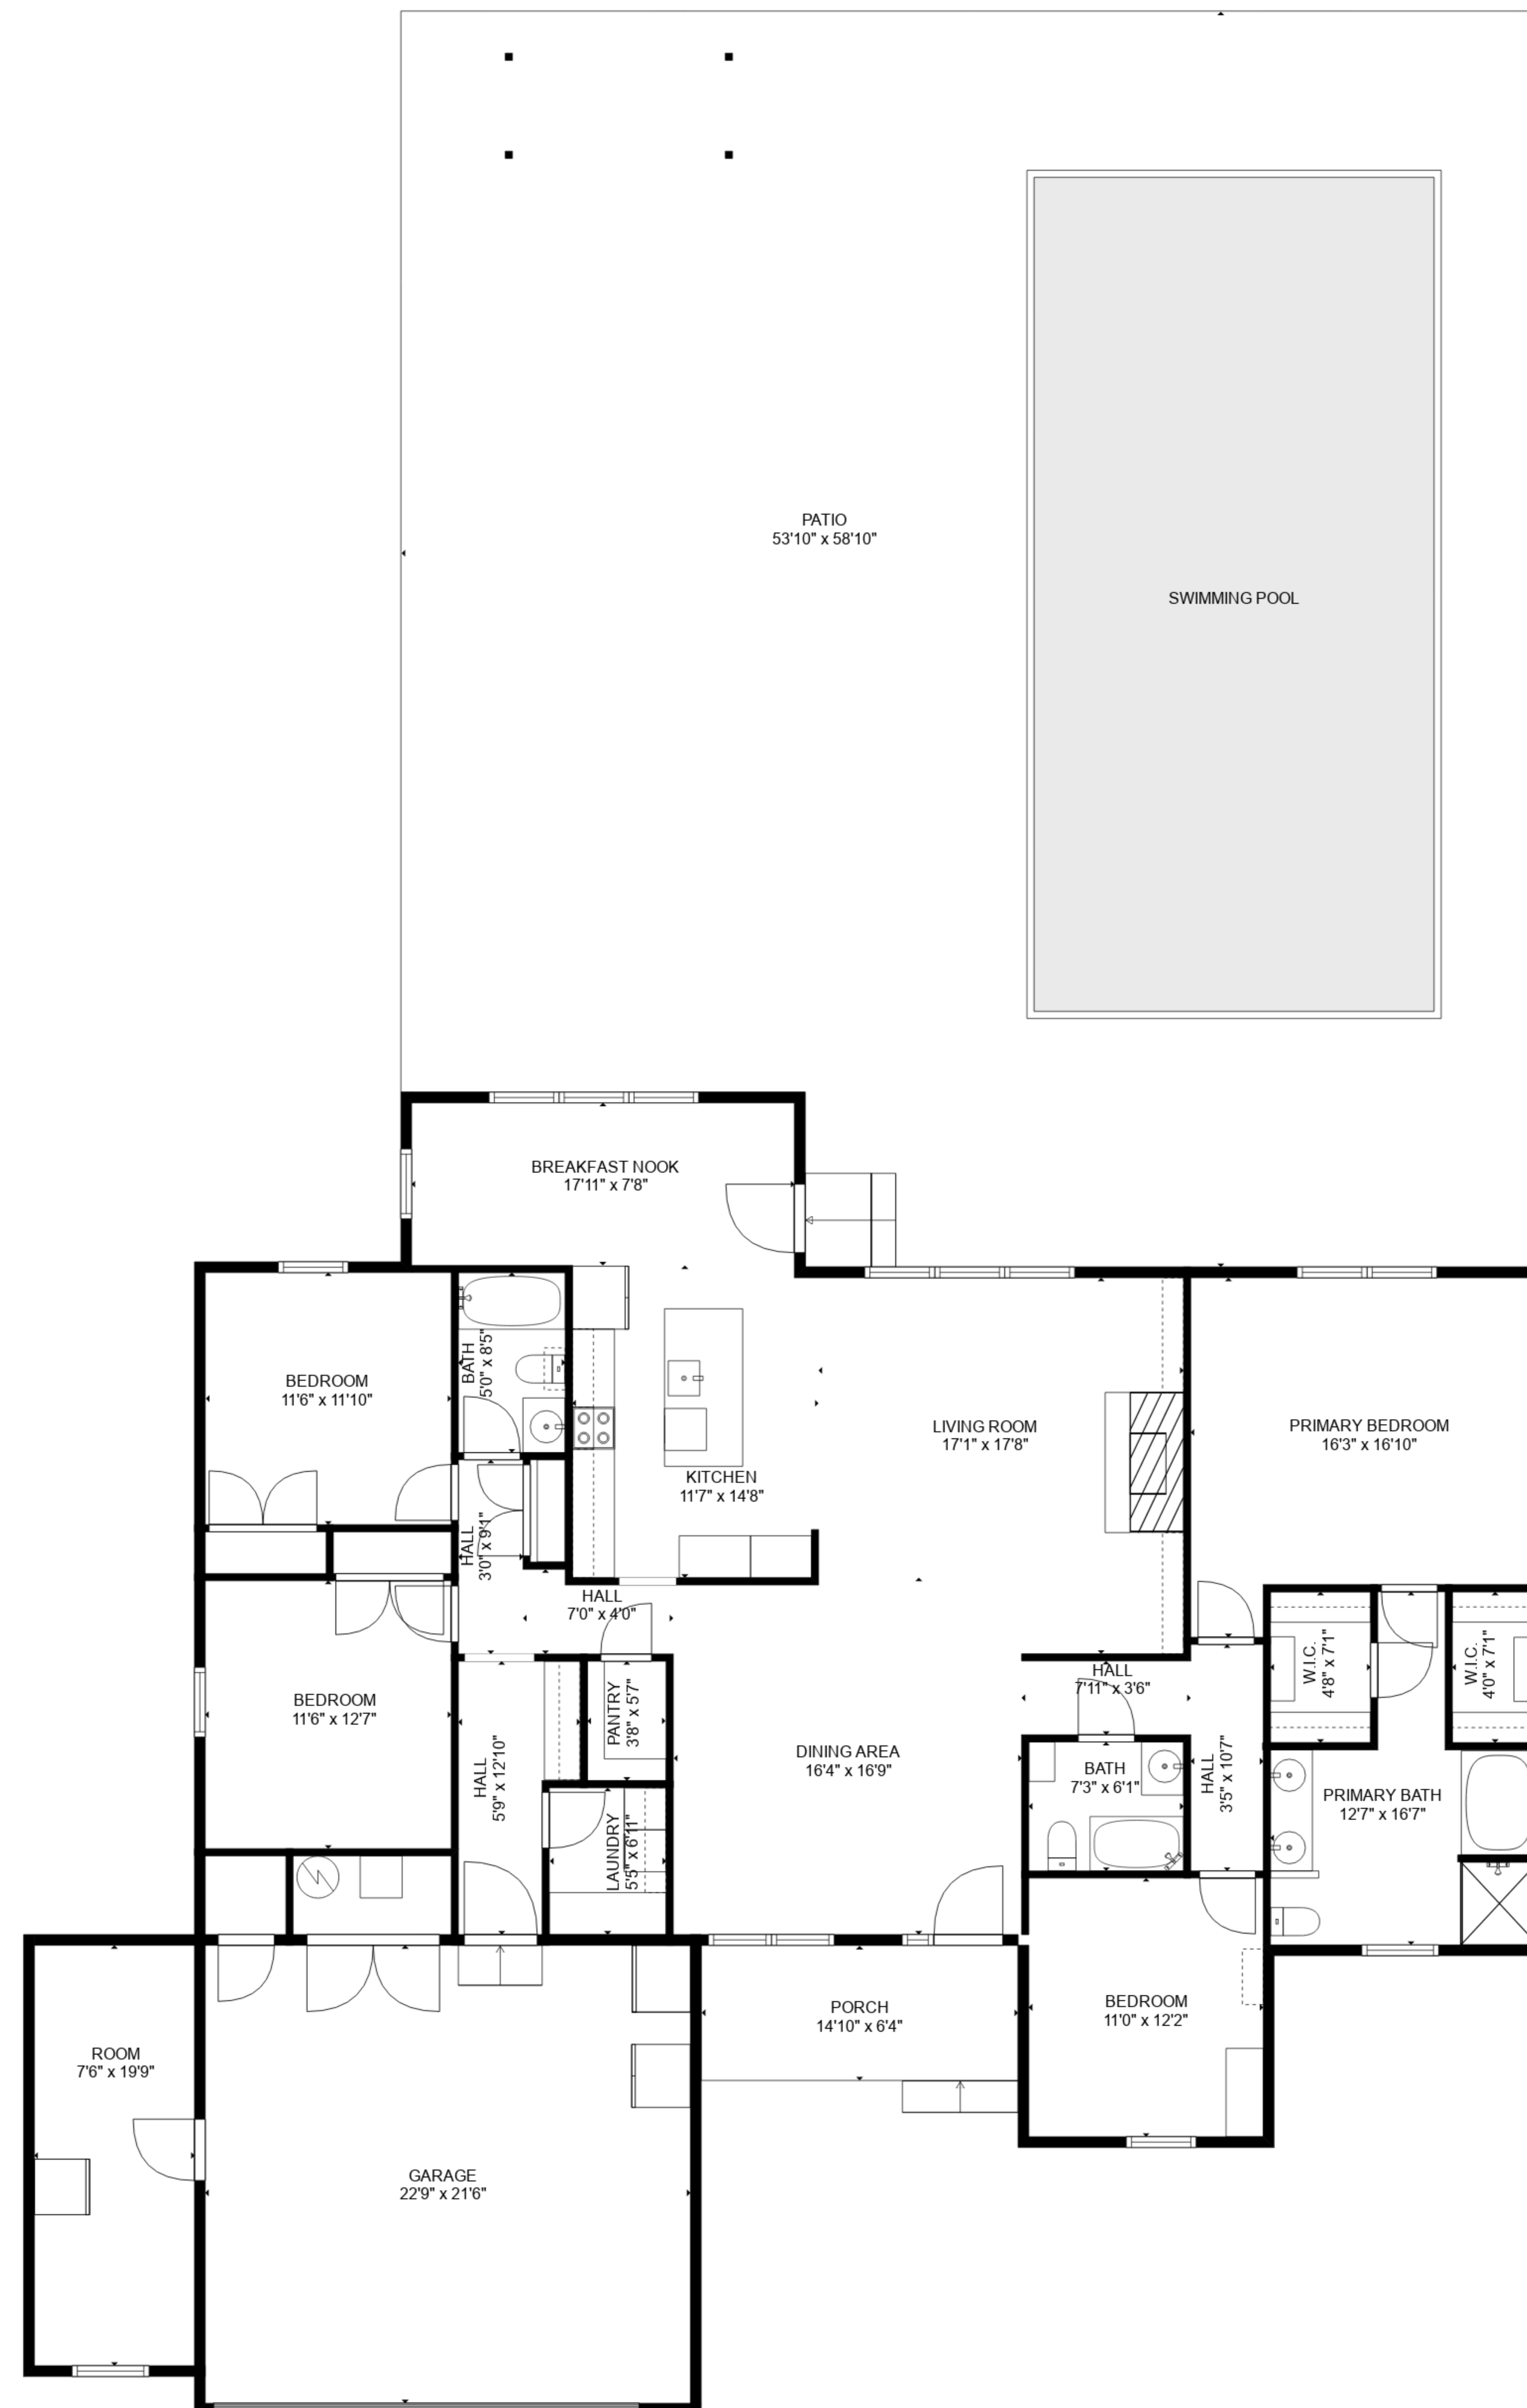 PATIO
53'10" x 58'10"
SWIMMING POOL
BREAKFAST NOOK
17'11" x 7'8"
BEDROOM
11'6" x 11'10"
BATH
5'0" x 8'5"
KITCHEN
11'7" x 14'8"
LIVING ROOM
17'1" x 17'8"
PRIMARY BEDROOM
16'3" x 16'10"
HALL
3'0" x 9'1"
HALL
7'0" x 4'0"
BEDROOM
11'6" x 12'7"
HALL
5'9" x 12'10"
PANTRY
3'8" x 5'7"
LAUNDRY
5'5" x 6'11"
DINING AREA
16'4" x 16'9"
HALL
7'11" x 3'6"
BATH
7'3" x 6'1"
HALL
3'5" x 10'7"
W.I.C.
4'8" x 7'1"
W.I.C.
4'0" x 7'1"
PRIMARY BATH
12'7" x 16'7"
ROOM
7'6" x 19'9"
GARAGE
22'9" x 21'6"
PORCH
14'10" x 6'4"
BEDROOM
11'0" x 12'2"